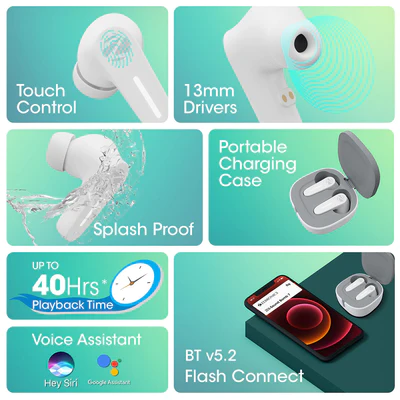 Touch
Control
13mm
Drivers
Splash Proof
Portable
Charging
Case
UP TO
40Hrs*
Playback Time
Voice Assistant
Hey Siri
Google Assistant
BT v5.2
Flash Connect